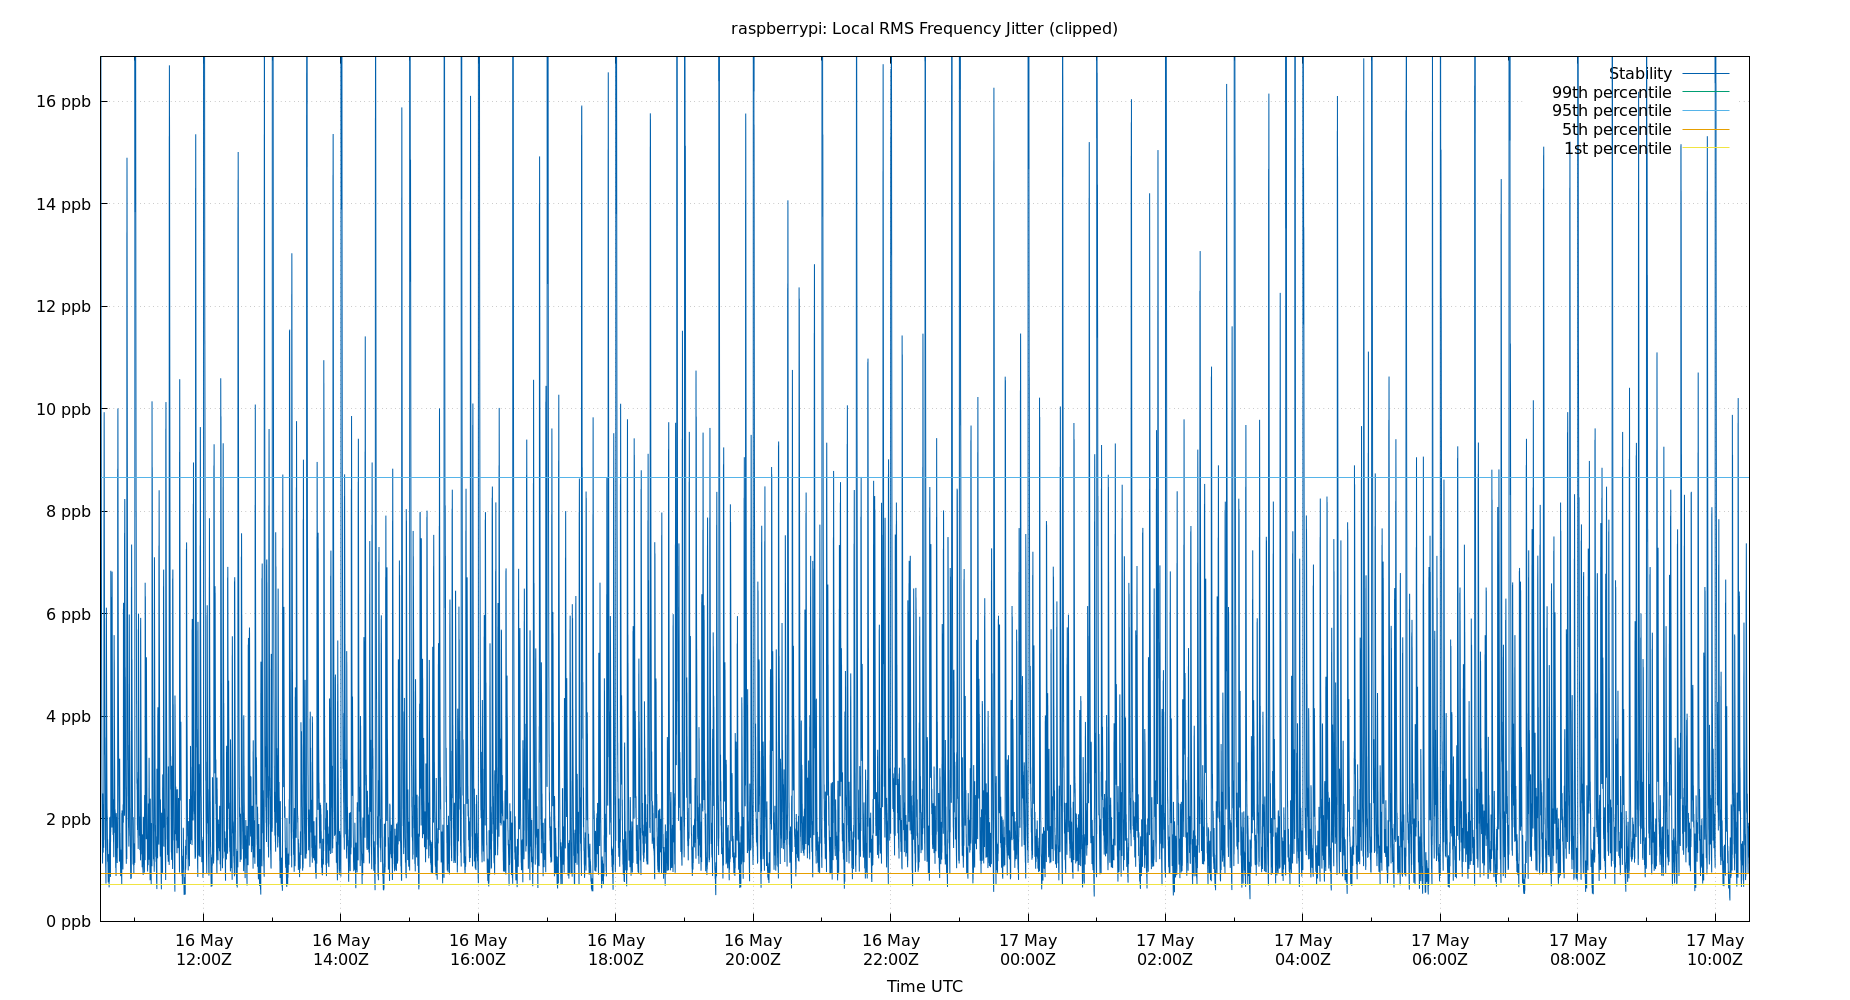 raspberrypi: Local RMS Frequency Jitter (clipped)
Stability
99th percentile
95th percentile
5th percentile
1st percentile
16 ppb
14 ppb
12 ppb
10 ppb
8 ppb
6 ppb
4 ppb
2 ppb
0 ppb
16 May 16 May 16 May 16 May 16 May 16 May 17 May 17 May 17 May 17 May 17 May 17 May
12:00Z 14:00Z 16:00Z 18:00Z 20:00Z 22:00Z 00:00Z 02:00Z 04:00Z 06:00Z 08:00Z 10:00Z
Time UTC